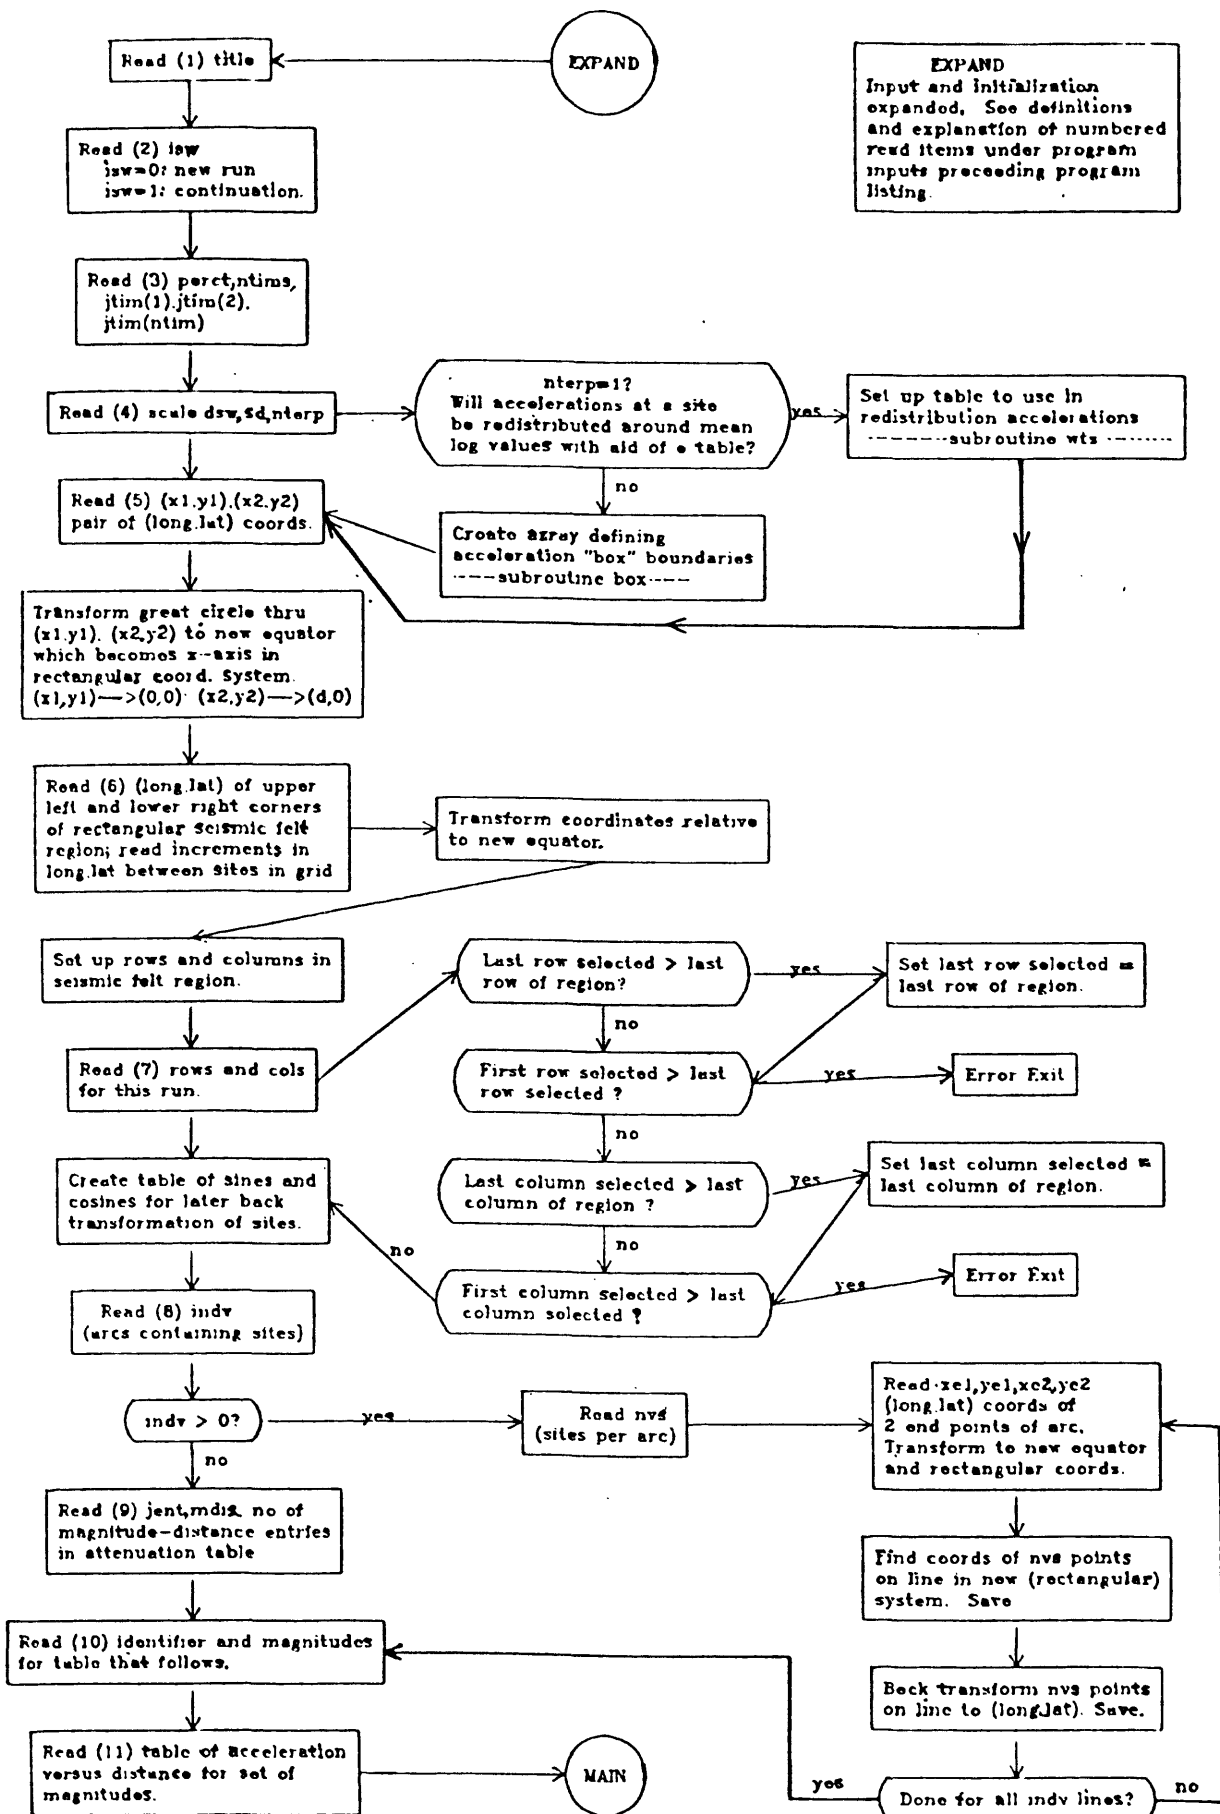 EXPAND
Read (1) title
EXPAND
Input and initialization
expanded. See definitions
and explanation of numbered
read items under program
inputs preceeding program
listing.
Read (2) isw
isw=0: new run
isw=1: continuation.
Read (3) perct,ntims,
jtim(1).jtim(2).
jtim(ntim)
Read (4) scale dsw,sd,nterp
nterp=1?
Will accelerations at a site
be redistributed around mean
log values with aid of a table?
yes
Set up table to use in
redistribution accelerations
--------subroutine wts--------
no
Read (5) (x1.y1).(x2.y2)
pair of (long.lat) coords.
Create array defining
acceleration "box" boundaries
-----subroutine box-----
Transform great circle thru
(x1.y1). (x2,y2) to new equator
which becomes x-axis in
rectangular coord. System.
(x1,y1)—>(0,0) (x2,y2)—>(d,0)
Read (6) (long.lat) of upper
left and lower right corners
of rectangular seismic felt
region; read increments in
long.lat between sites in grid
Transform coordinates relative
to new equator.
Set up rows and columns in
seismic felt region.
Last row selected > last
row of region?
yes
Set last row selected =
last row of region.
no
Read (7) rows and cols
for this run.
First row selected > last
row selected ?
yes
Error Exit
no
Create table of sines and
cosines for later back
transformation of sites.
Last column selected > last
column of region ?
yes
Set last column selected =
last column of region.
no
no
First column selected > last
column selected ?
yes
Error Exit
Read (8) indv
(arcs containing sites)
indv > 0?
yes
Read nvs
(sites per arc)
Read xe1,ye1,xe2,ye2
(long.lat) coords of
2 end points of arc.
Transform to new equator
and rectangular coords.
no
Read (9) jent,mdis, no of
magnitude-distance entries
in attenuation table
Find coords of nvs points
on line in new (rectangular)
system. Save
Read (10) identifier and magnitudes
for table that follows.
Back transform nvs points
on line to (long.lat). Save.
Read (11) table of acceleration
versus distance for set of
magnitudes.
MAIN
yes
Done for all indv lines?
no